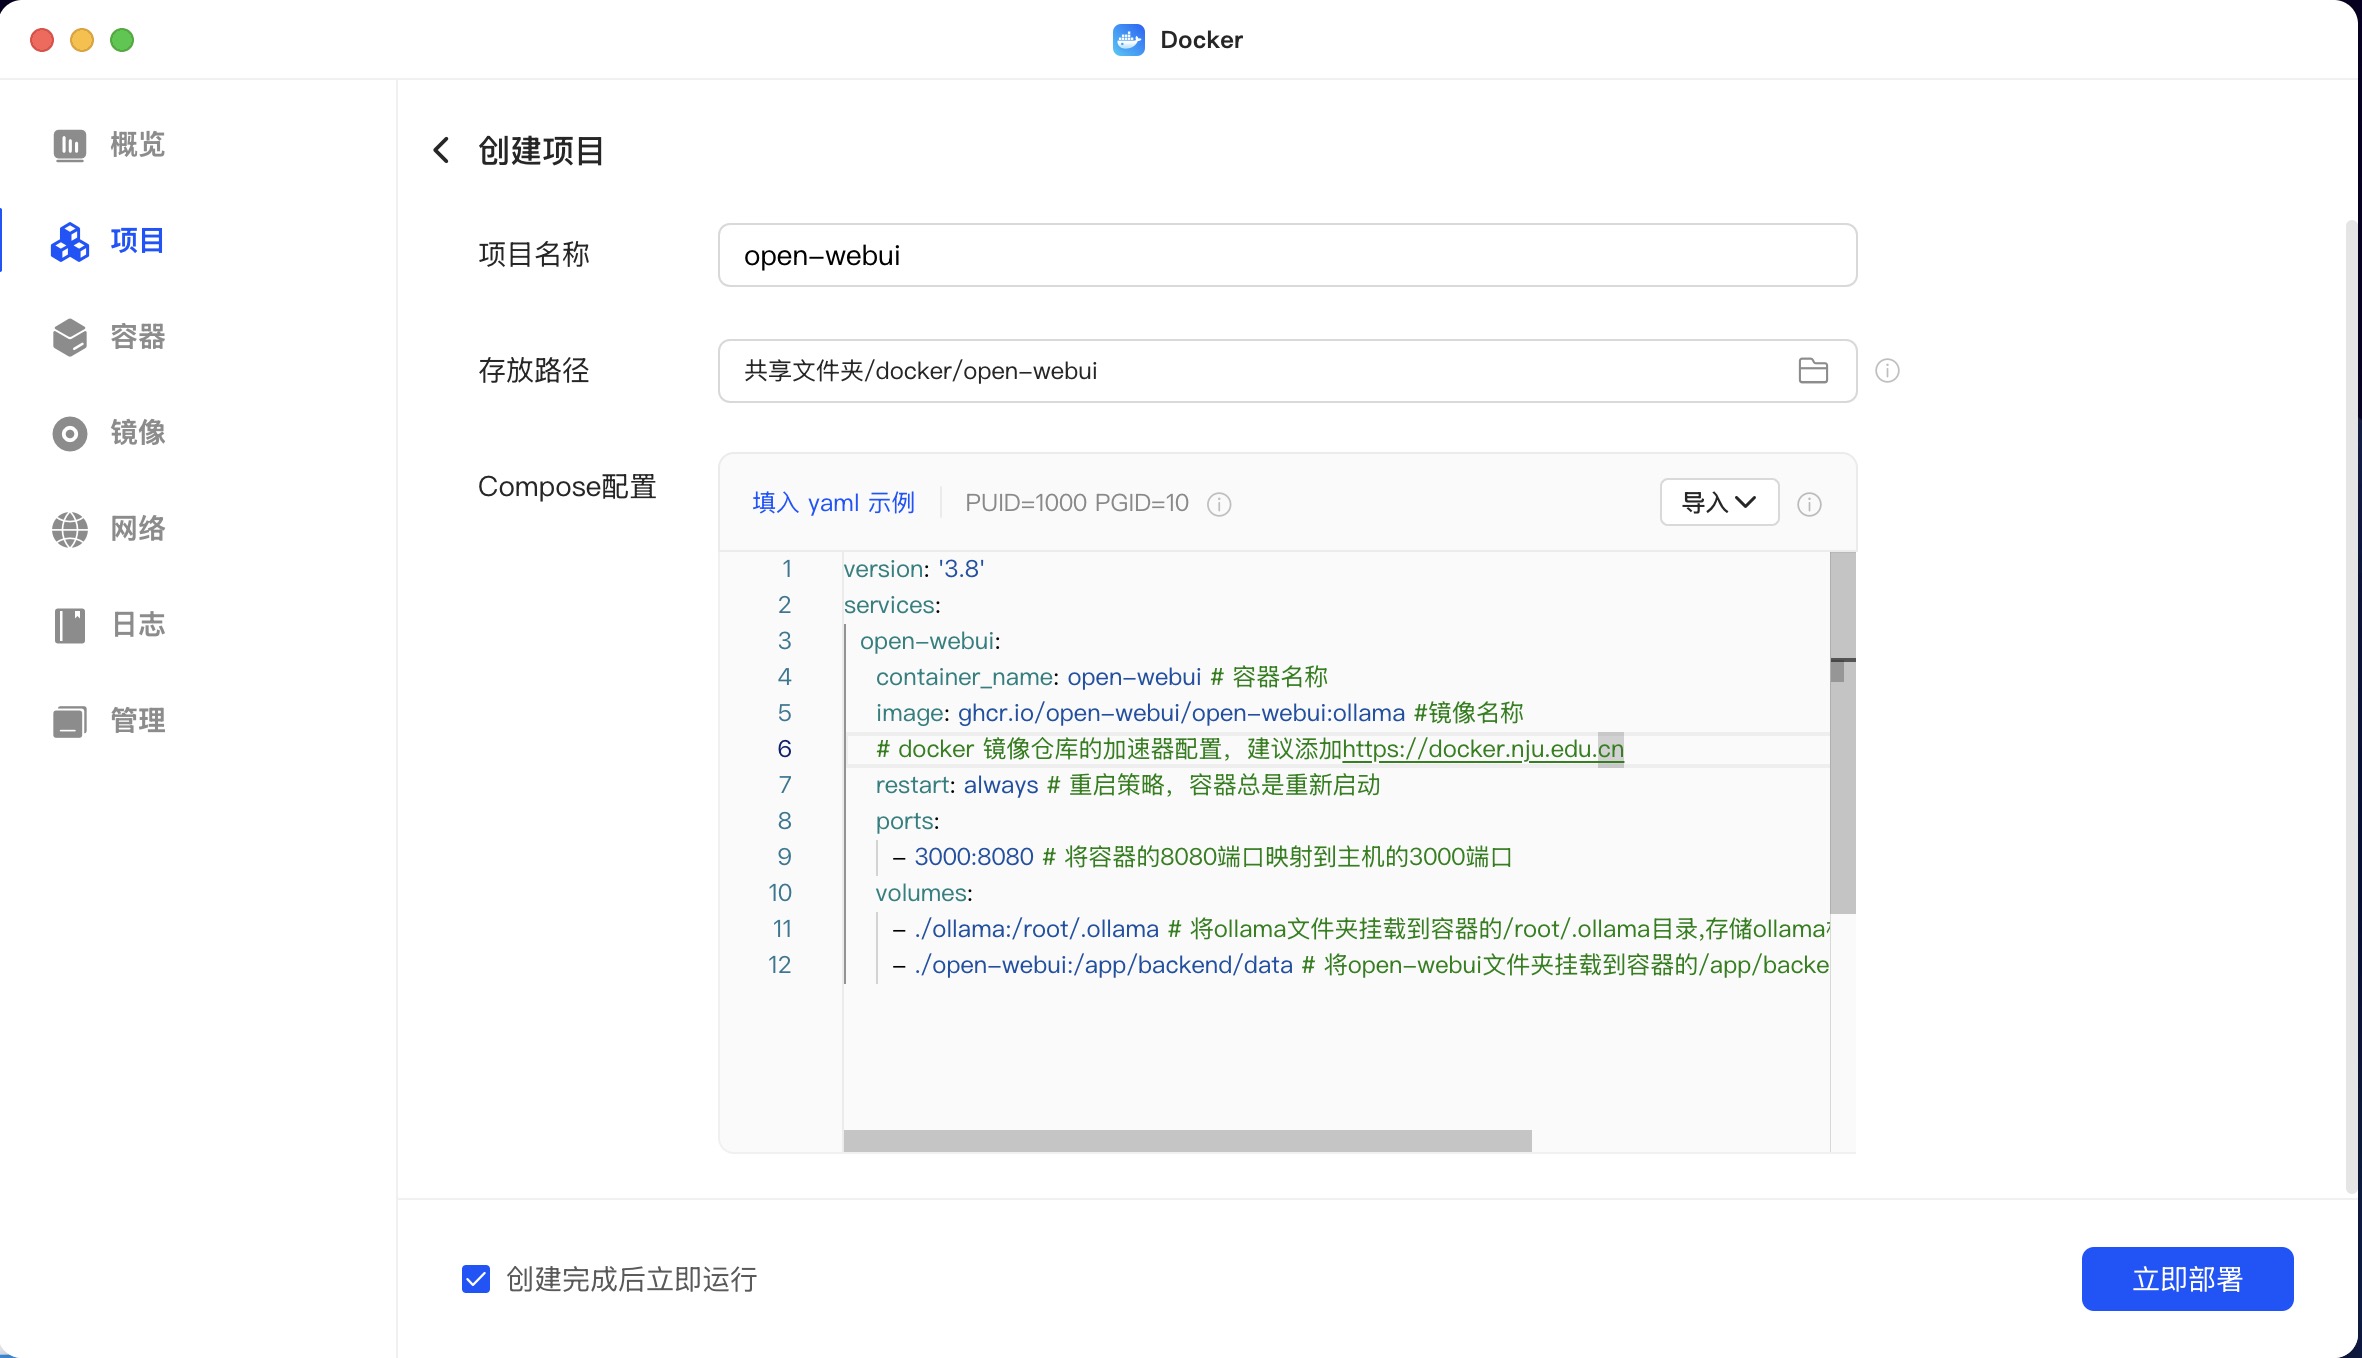 Docker
概览
项目
容器
镜像
网络
日志
管理
创建项目
项目名称
open-webui
存放路径
共享文件夹/docker/open-webui
Compose配置
填入 yaml 示例
PUID=1000 PGID=10
导入
1 version: '3.8'
2 services:
3 open-webui:
4 container_name: open-webui # 容器名称
5 image: ghcr.io/open-webui/open-webui:ollama #镜像名称
6 # docker 镜像仓库的加速器配置，建议添加https://docker.nju.edu.cn
7 restart: always # 重启策略，容器总是重新启动
8 ports:
9 - 3000:8080 # 将容器的8080端口映射到主机的3000端口
10 volumes:
11 - ./ollama:/root/.ollama # 将ollama文件夹挂载到容器的/root/.ollama目录,存储ollama
12 - ./open-webui:/app/backend/data # 将open-webui文件夹挂载到容器的/app/backe
创建完成后立即运行
立即部署